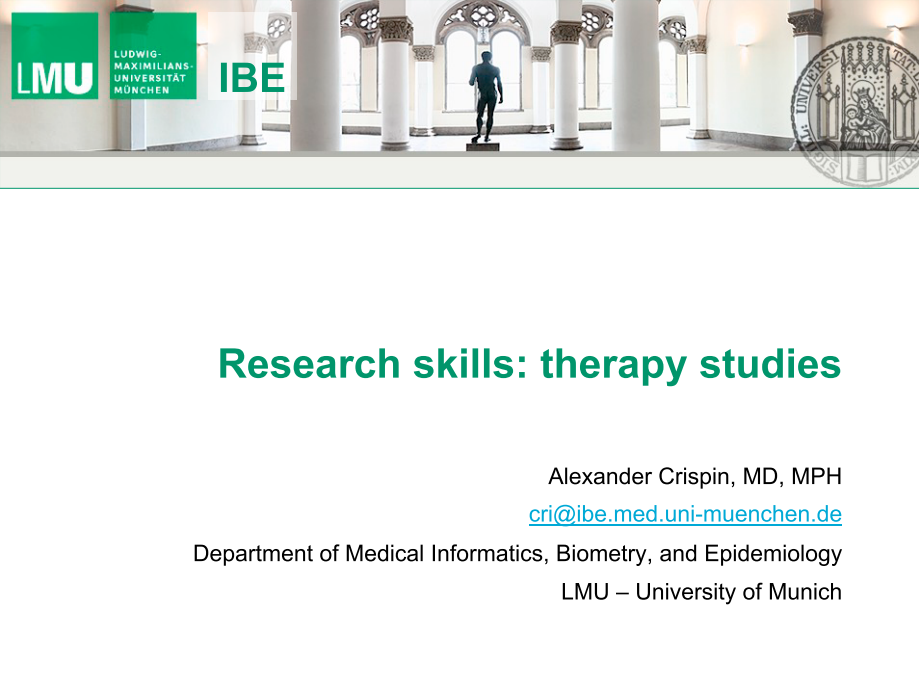 LMU
LUDWIG-
MAXIMILIANS-
UNIVERSITÄT
MÜNCHEN
IBE
Research skills: therapy studies
Alexander Crispin, MD, MPH
cri@ibe.med.uni-muenchen.de
Department of Medical Informatics, Biometry, and Epidemiology
LMU – University of Munich